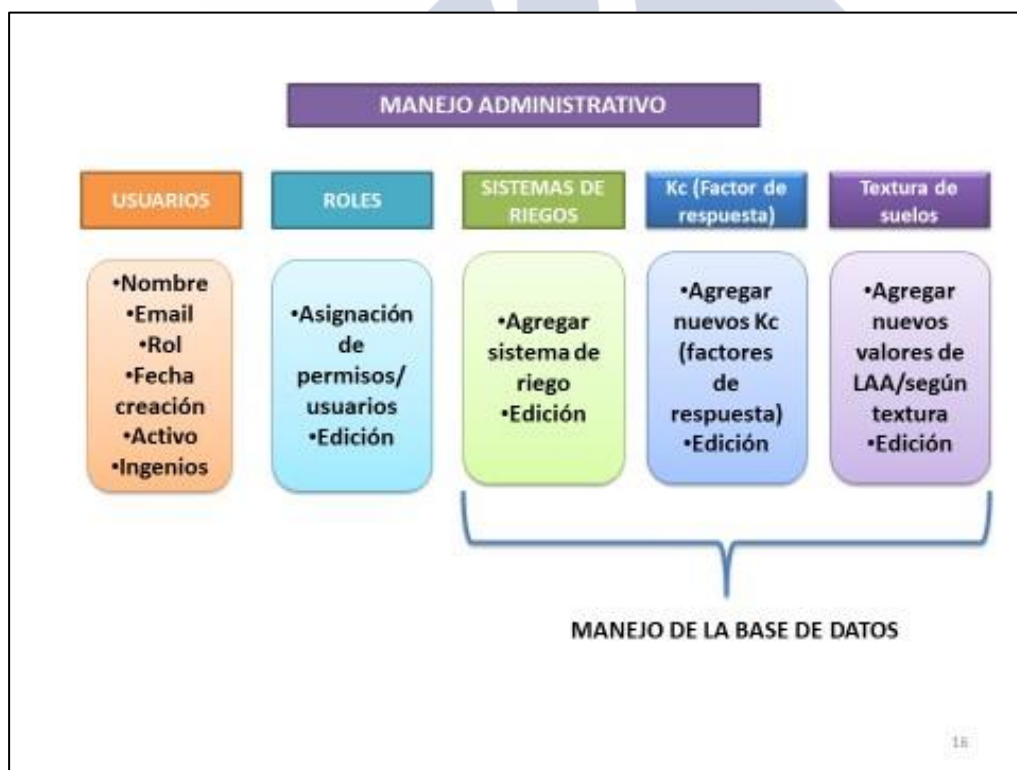 MANEJO ADMINISTRATIVO
USUARIOS
•Nombre
•Email
•Rol
•Fecha
creación
•Activo
•Ingenios
ROLES
•Asignación
de
permisos/
usuarios
•Edición
SISTEMAS DE
RIEGOS
•Agregar
sistema de
riego
•Edición
Kc (Factor de
respuesta)
•Agregar
nuevos Kc
(factores
de
respuesta)
•Edición
Textura de
suelos
•Agregar
nuevos
valores de
LAA/según
textura
•Edición
MANEJO DE LA BASE DE DATOS
16